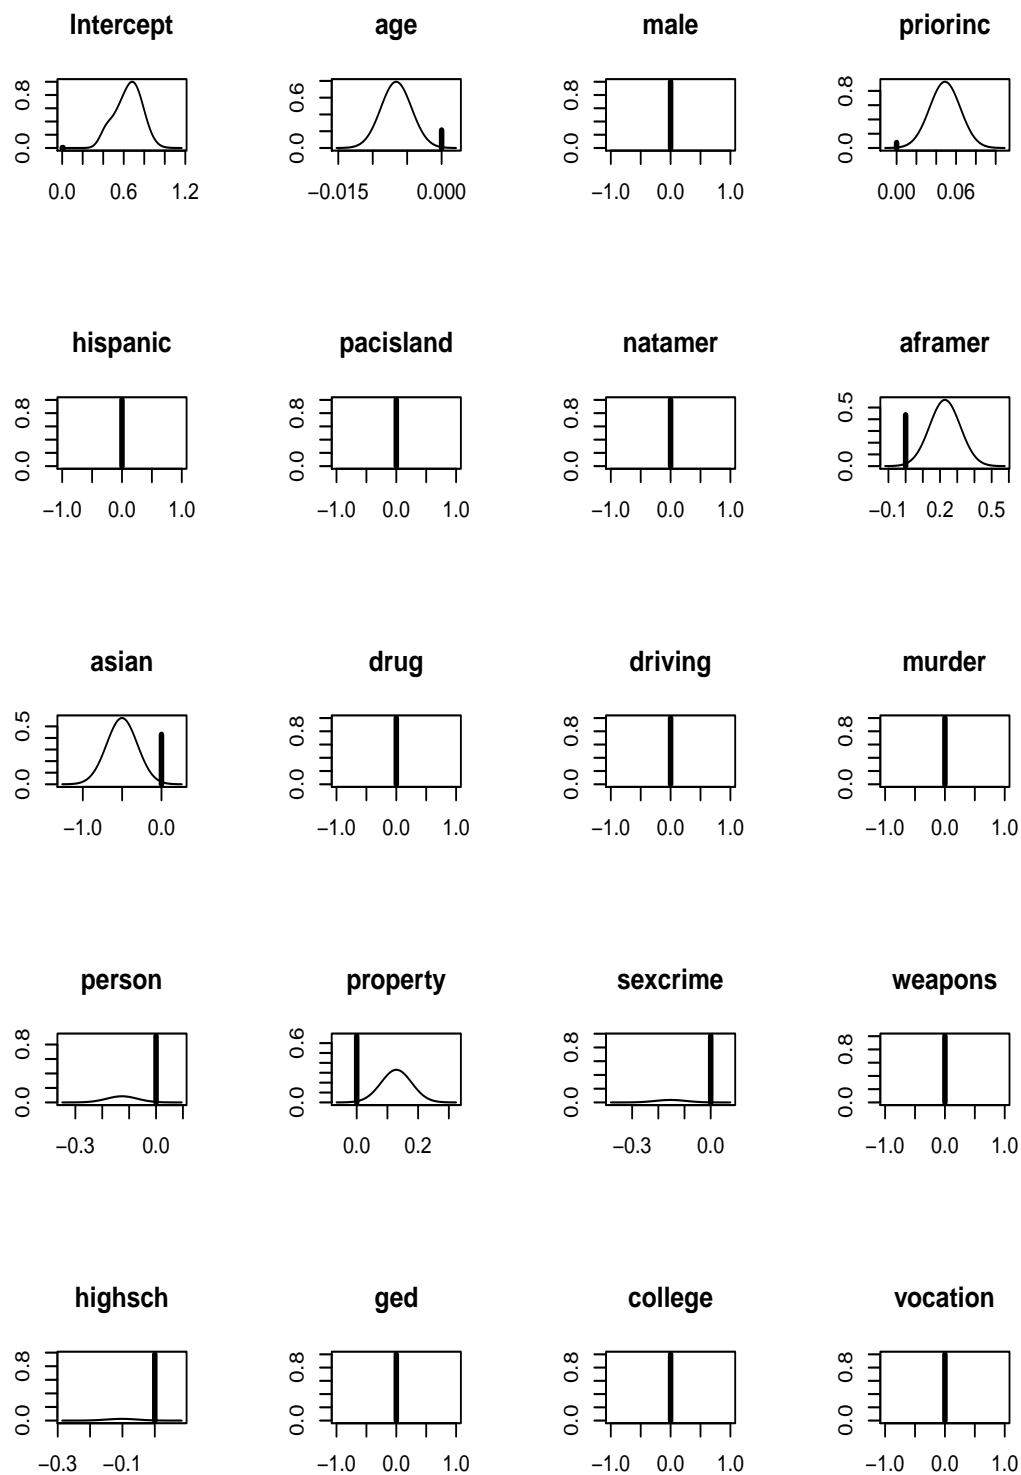 Intercept age male priorinc
0.0 0.8 0.0 0.6 0.0 0.8 0.0 0.8
0.0 0.6 1.2 −0.015 0.000 −1.0 0.0 1.0 0.00 0.06
hispanic pacisland natamer aframer
0.0 0.8 0.0 0.8 0.0 0.8 0.0 0.5
−1.0 0.0 1.0 −1.0 0.0 1.0 −1.0 0.0 1.0 −0.1 0.2 0.5
asian drug driving murder
0.0 0.5 0.0 0.8 0.0 0.8 0.0 0.8
−1.0 0.0 −1.0 0.0 1.0 −1.0 0.0 1.0 −1.0 0.0 1.0
person property sexcrime weapons
0.0 0.8 0.0 0.6 0.0 0.8 0.0 0.8
−0.3 0.0 0.0 0.2 −0.3 0.0 −1.0 0.0 1.0
highsch ged college vocation
0.0 0.8 0.0 0.8 0.0 0.8 0.0 0.8
−0.3 −0.1 −1.0 0.0 1.0 −1.0 0.0 1.0 −1.0 0.0 1.0